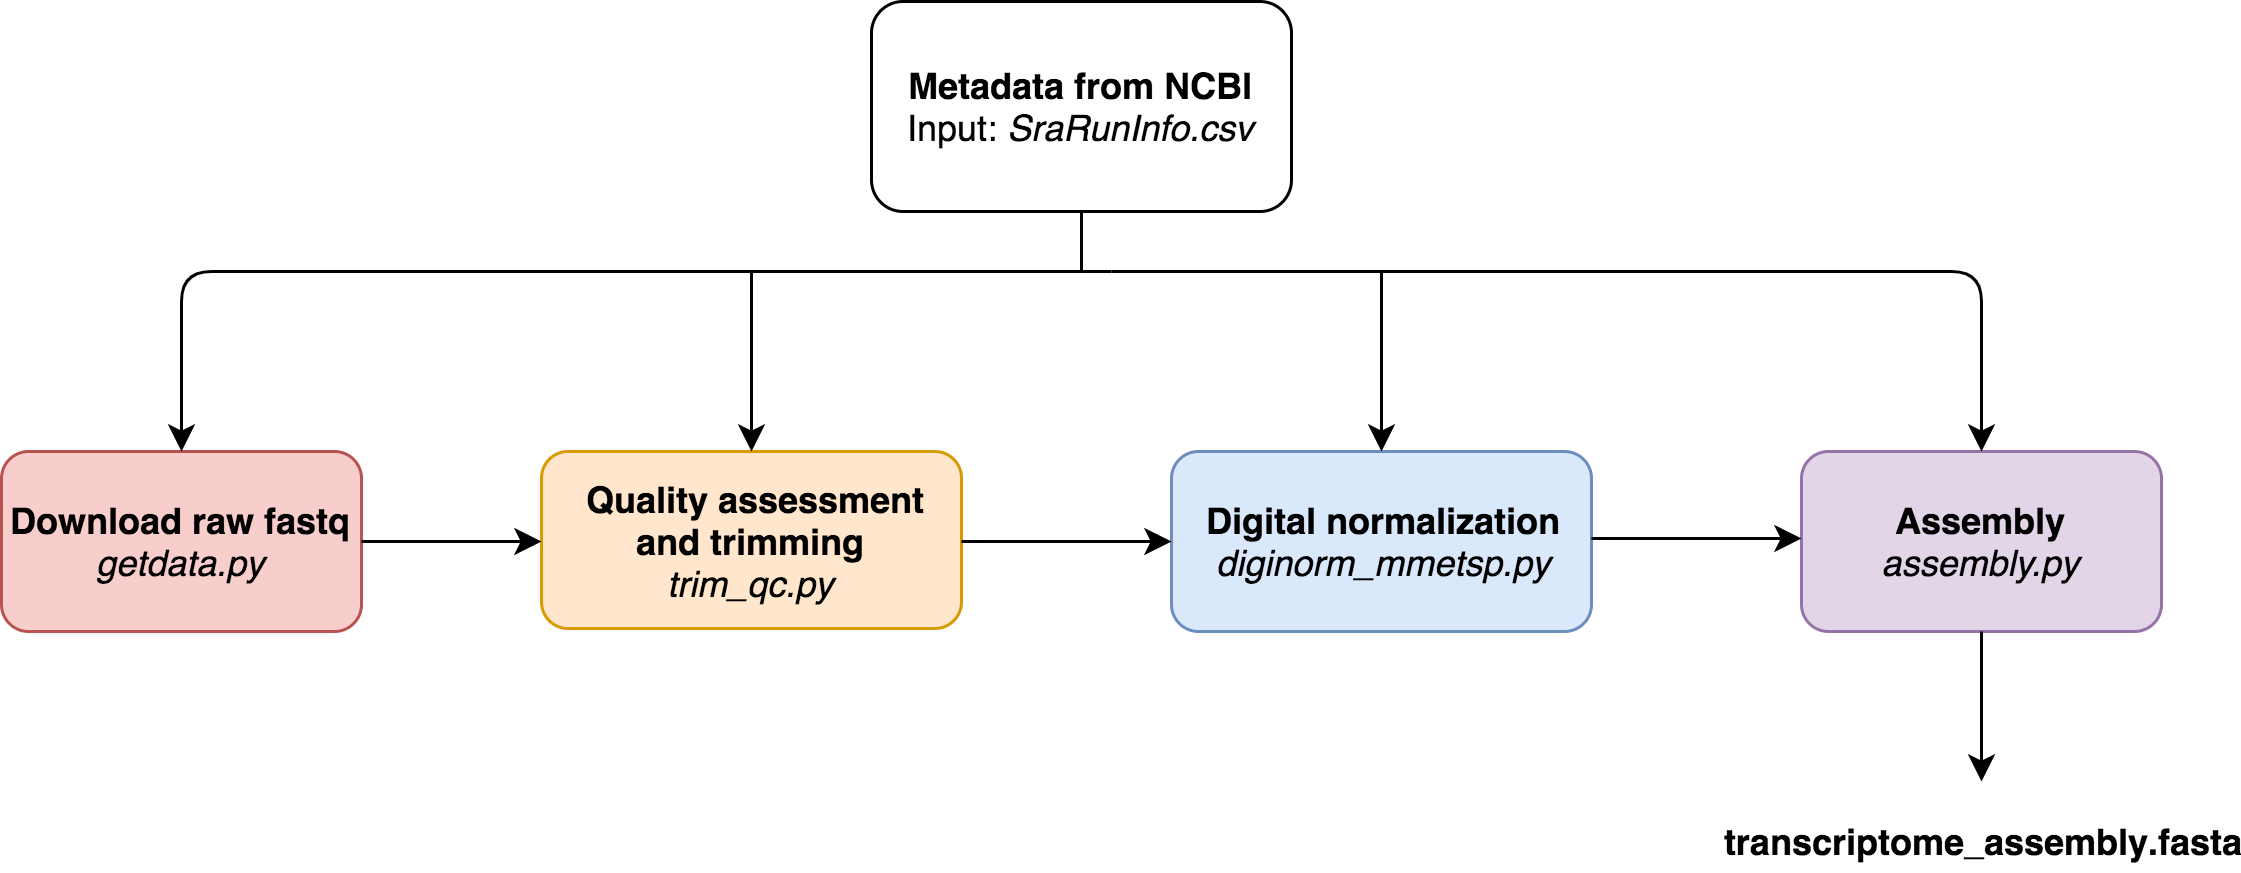 Metadata from NCBI
Input: SraRunInfo.csv
Download raw fastq
getdata.py
Quality assessment
and trimming
trim_qc.py
Digital normalization
diginorm_mmetsp.py
Assembly
assembly.py
transcriptome_assembly.fasta